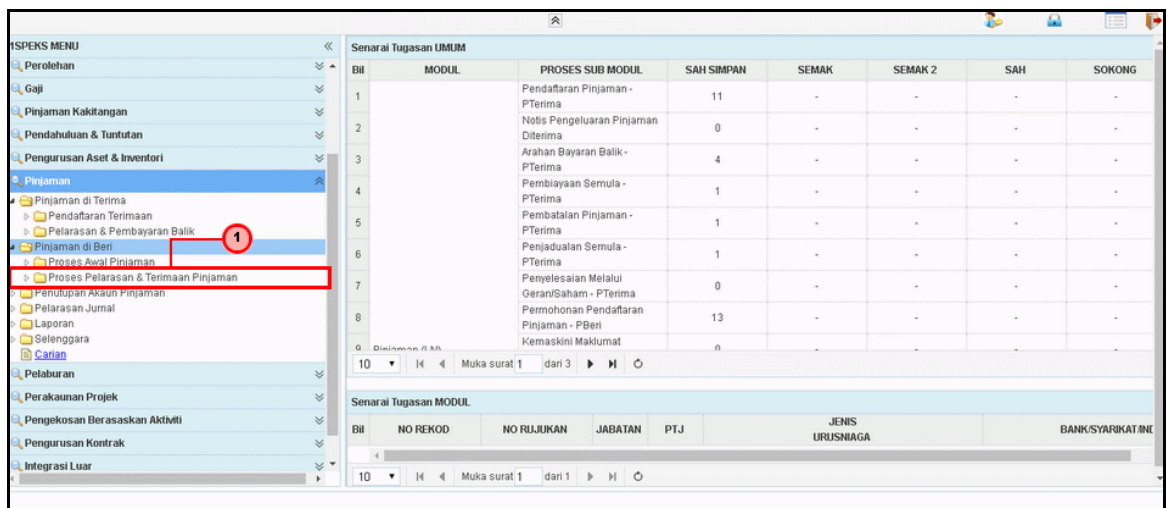 1SPEKS MENU
Perolehan
Gaji
Pinjaman Kakitangan
Pendahuluan & Tuntutan
Pengurusan Aset & Inventori
Pinjaman
Pinjaman di Terima
Pendaftaran Terimaan
Pelarasan & Pembayaran Balik
1
Pinjaman di Beri
Proses Awal Pinjaman
Proses Pelarasan & Terimaan Pinjaman
Penutupan Akaun Pinjaman
Pelarasan Jurnal
Laporan
Selenggara
Carian
Pelaburan
Perakaunan Projek
Pengekosan Berasaskan Aktiviti
Pengurusan Kontrak
Integrasi Luar
Senarai Tugasan UMUM
Bil MODUL PROSES SUB MODUL SAH SIMPAN SEMAK SEMAK 2 SAH SOKONG
1 Pendaftaran Pinjaman - PTerima 11 - - - -
2 Notis Pengeluaran Pinjaman Diterima 0 - - - -
3 Arahan Bayaran Balik - PTerima 4 - - - -
4 Pembiayaan Semula - PTerima 1 - - - -
5 Pembatalan Pinjaman - PTerima 1 - - - -
6 Penjadualan Semula - PTerima 1 - - - -
7 Penyelesaian Melalui Geran/Saham - PTerima 0 - - - -
8 Permohonan Pendaftaran Pinjaman - PBeri 13 - - - -
9 Pinjaman (LN) Kemaskini Maklumat 0 - - - -
10 Muka surat 1 dari 3
Senarai Tugasan MODUL
Bil NO REKOD NO RUJUKAN JABATAN PTJ JENIS URUSNIAGA BANK/SYARIKAT/IND
10 Muka surat 1 dari 1